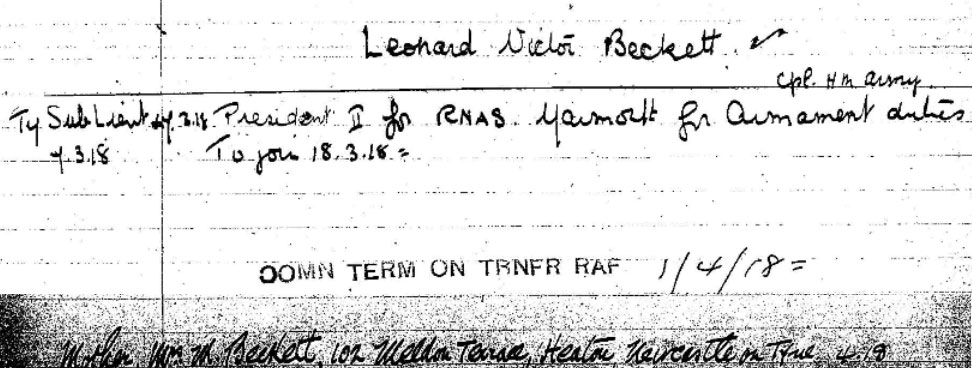 Leonard Victor Beckett.
Cpl. H M Army
Ty Sub Lieut 4.3.18 President II for RNAS Yarmouth for Armament duties
4.3.18 To join 18.3.18 =
COMN TERM ON TRNFR RAF 1/4/18 =
Mother Mrs M. Beckett, 102 Meldon Terrace, Heaton Newcastle on Tyne 4.18